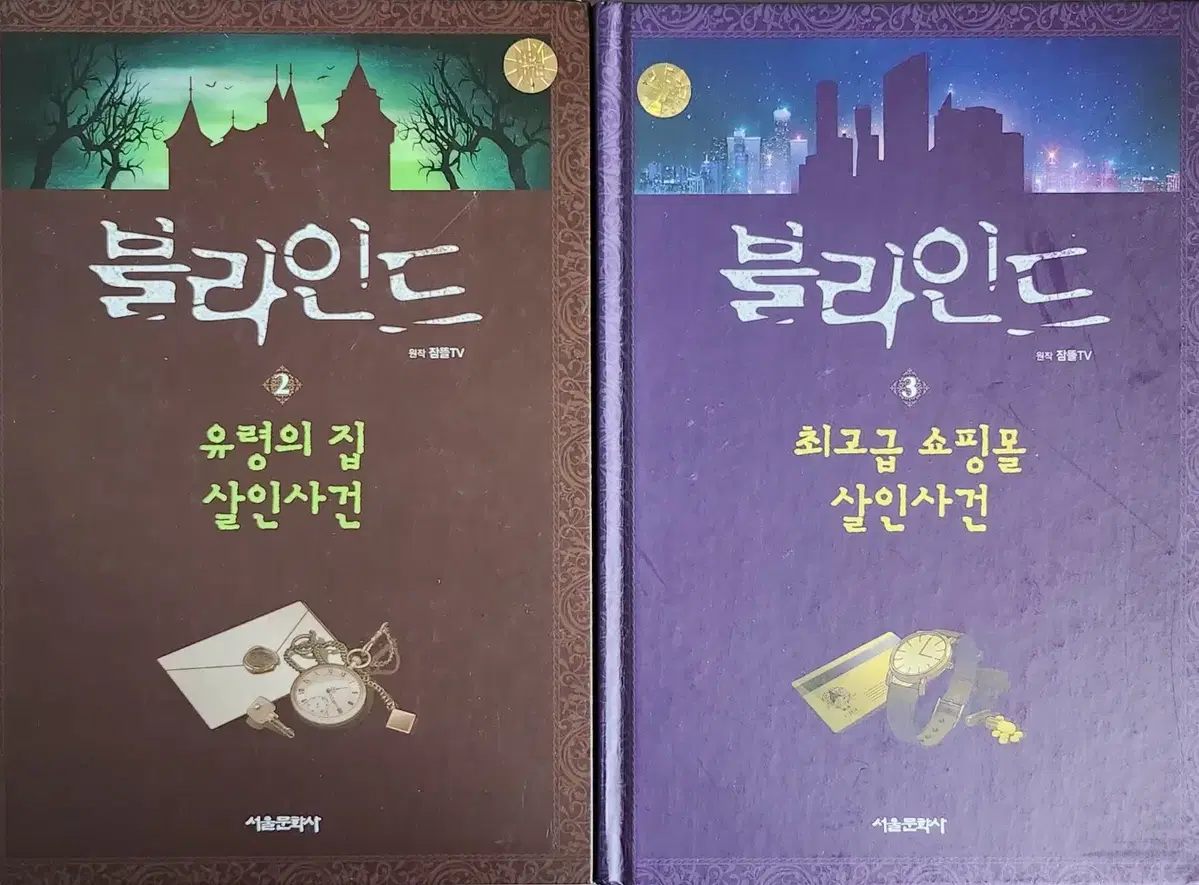 블라인드
원작 잠뜰TV
2
유령의 집
살인사건
서울문화사
블라인드
원작 잠뜰TV
3
최고급 쇼핑몰
살인사건
서울문화사